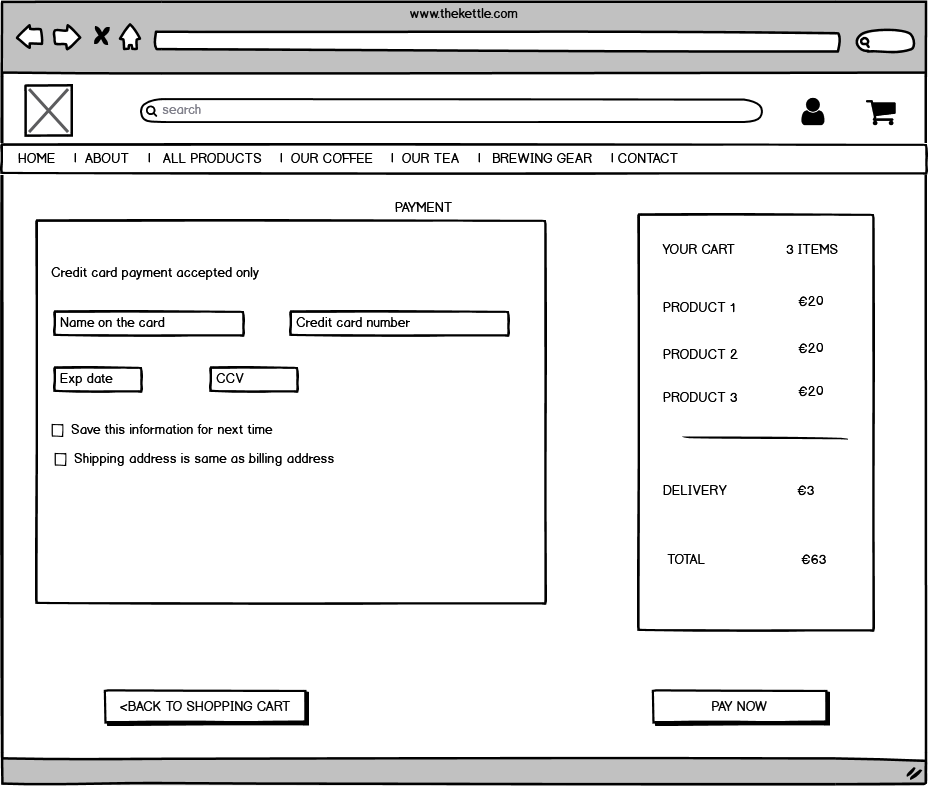 www.thekettle.com
search
HOME | ABOUT | ALL PRODUCTS | OUR COFFEE | OUR TEA | BREWING GEAR | CONTACT
PAYMENT
Credit card payment accepted only
Name on the card
Credit card number
Exp date
CCV
Save this information for next time
Shipping address is same as billing address
YOUR CART 3 ITEMS
PRODUCT 1 €20
PRODUCT 2 €20
PRODUCT 3 €20
DELIVERY €3
TOTAL €63
<BACK TO SHOPPING CART
PAY NOW